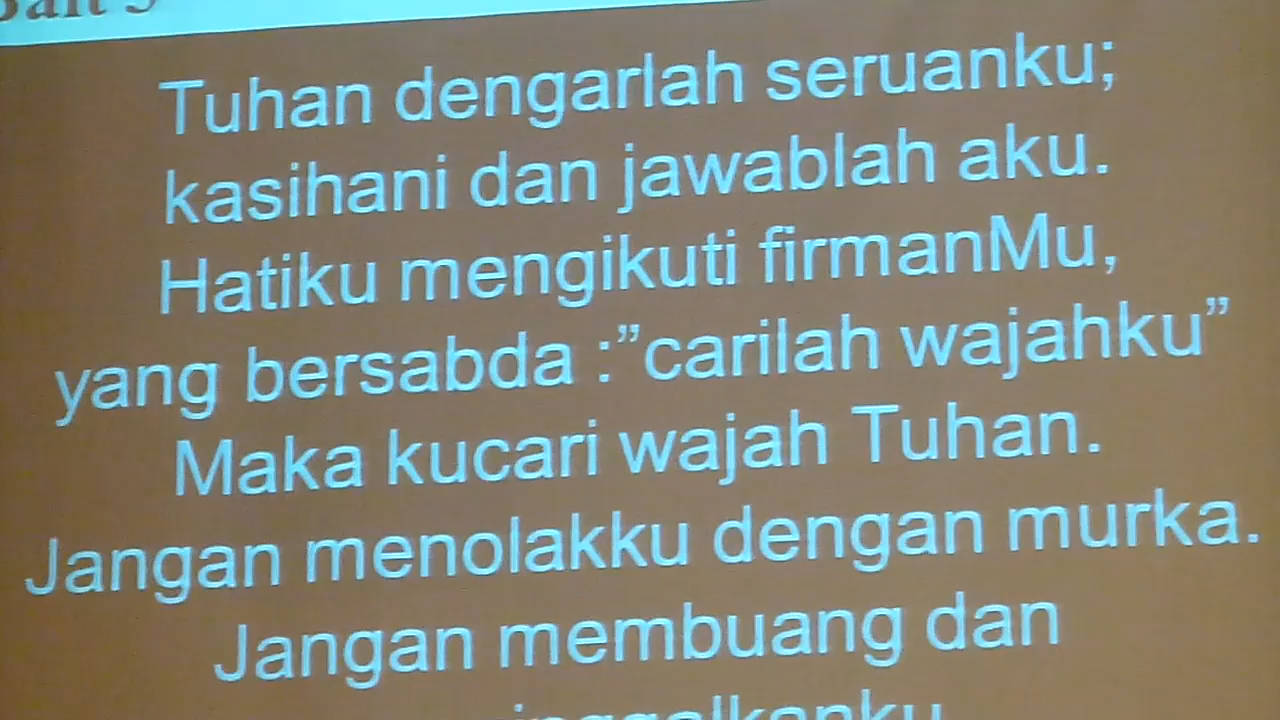 Tuhan dengarlah seruanku;
kasihani dan jawablah aku.
Hatiku mengikuti firmanMu,
yang bersabda :”carilah wajahku”
Maka kucari wajah Tuhan.
Jangan menolakku dengan murka.
Jangan membuang dan